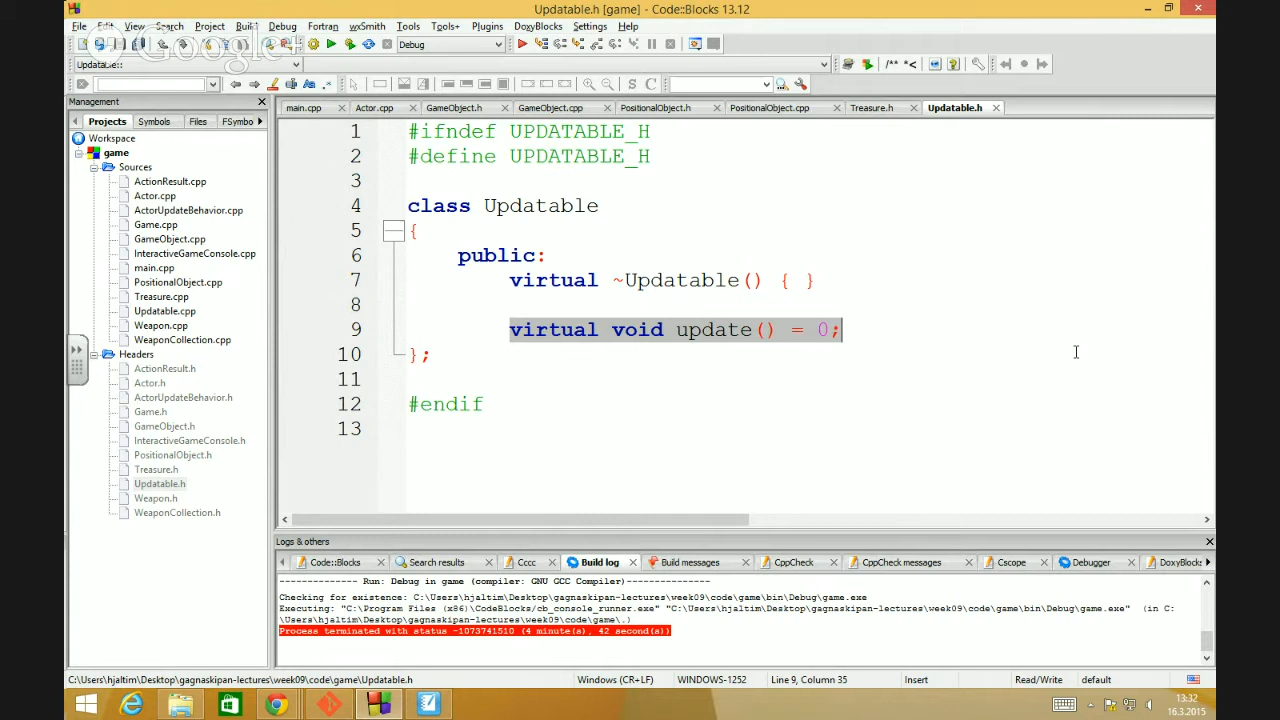 Updatable.h [game] - Code::Blocks 13.12
File Edit View Search Project Build Debug Fortran wxSmith Tools Tools+ Plugins DoxyBlocks Settings Help
Google+
Debug
Updatable::
/** *<
S C
Management
Projects Symbols Files FSymbo
main.cpp Actor.cpp GameObject.h GameObject.cpp PositionalObject.h PositionalObject.cpp Treasure.h Updatable.h
Workspace
game
Sources
ActionResult.cpp
Actor.cpp
ActorUpdateBehavior.cpp
Game.cpp
GameObject.cpp
InteractiveGameConsole.cpp
main.cpp
PositionalObject.cpp
Treasure.cpp
Updatable.cpp
Weapon.cpp
WeaponCollection.cpp
Headers
ActionResult.h
Actor.h
ActorUpdateBehavior.h
Game.h
GameObject.h
InteractiveGameConsole.h
PositionalObject.h
Treasure.h
Updatable.h
Weapon.h
WeaponCollection.h
1 #ifndef UPDATABLE_H
2 #define UPDATABLE_H
3
4 class Updatable
5 {
6 public:
7 virtual ~Updatable() { }
8
9 virtual void update() = 0;
10 };
11
12 #endif
13
Logs & others
Code::Blocks Search results Cccc Build log Build messages CppCheck CppCheck messages Cscope Debugger DoxyBlocks
-------------- Run: Debug in game (compiler: GNU GCC Compiler)---------------
Checking for existence: C:\Users\hjaltim\Desktop\gagnaskipan-lectures\week09\code\game\bin\Debug\game.exe
Executing: "C:\Program Files (x86)\CodeBlocks/cb_console_runner.exe" "C:\Users\hjaltim\Desktop\gagnaskipan-lectures\week09\code\game\bin\Debug\game.exe" (in C:
\Users\hjaltim\Desktop\gagnaskipan-lectures\week09\code\game\.)
Process terminated with status -1073741510 (4 minute(s), 42 second(s))
C:\Users\hjaltim\Desktop\gagnaskipan-lectures\week09\code\game\Updatable.h Windows (CR+LF) WINDOWS-1252 Line 9, Column 35 Insert Read/Write default
13:32
16.3.2015